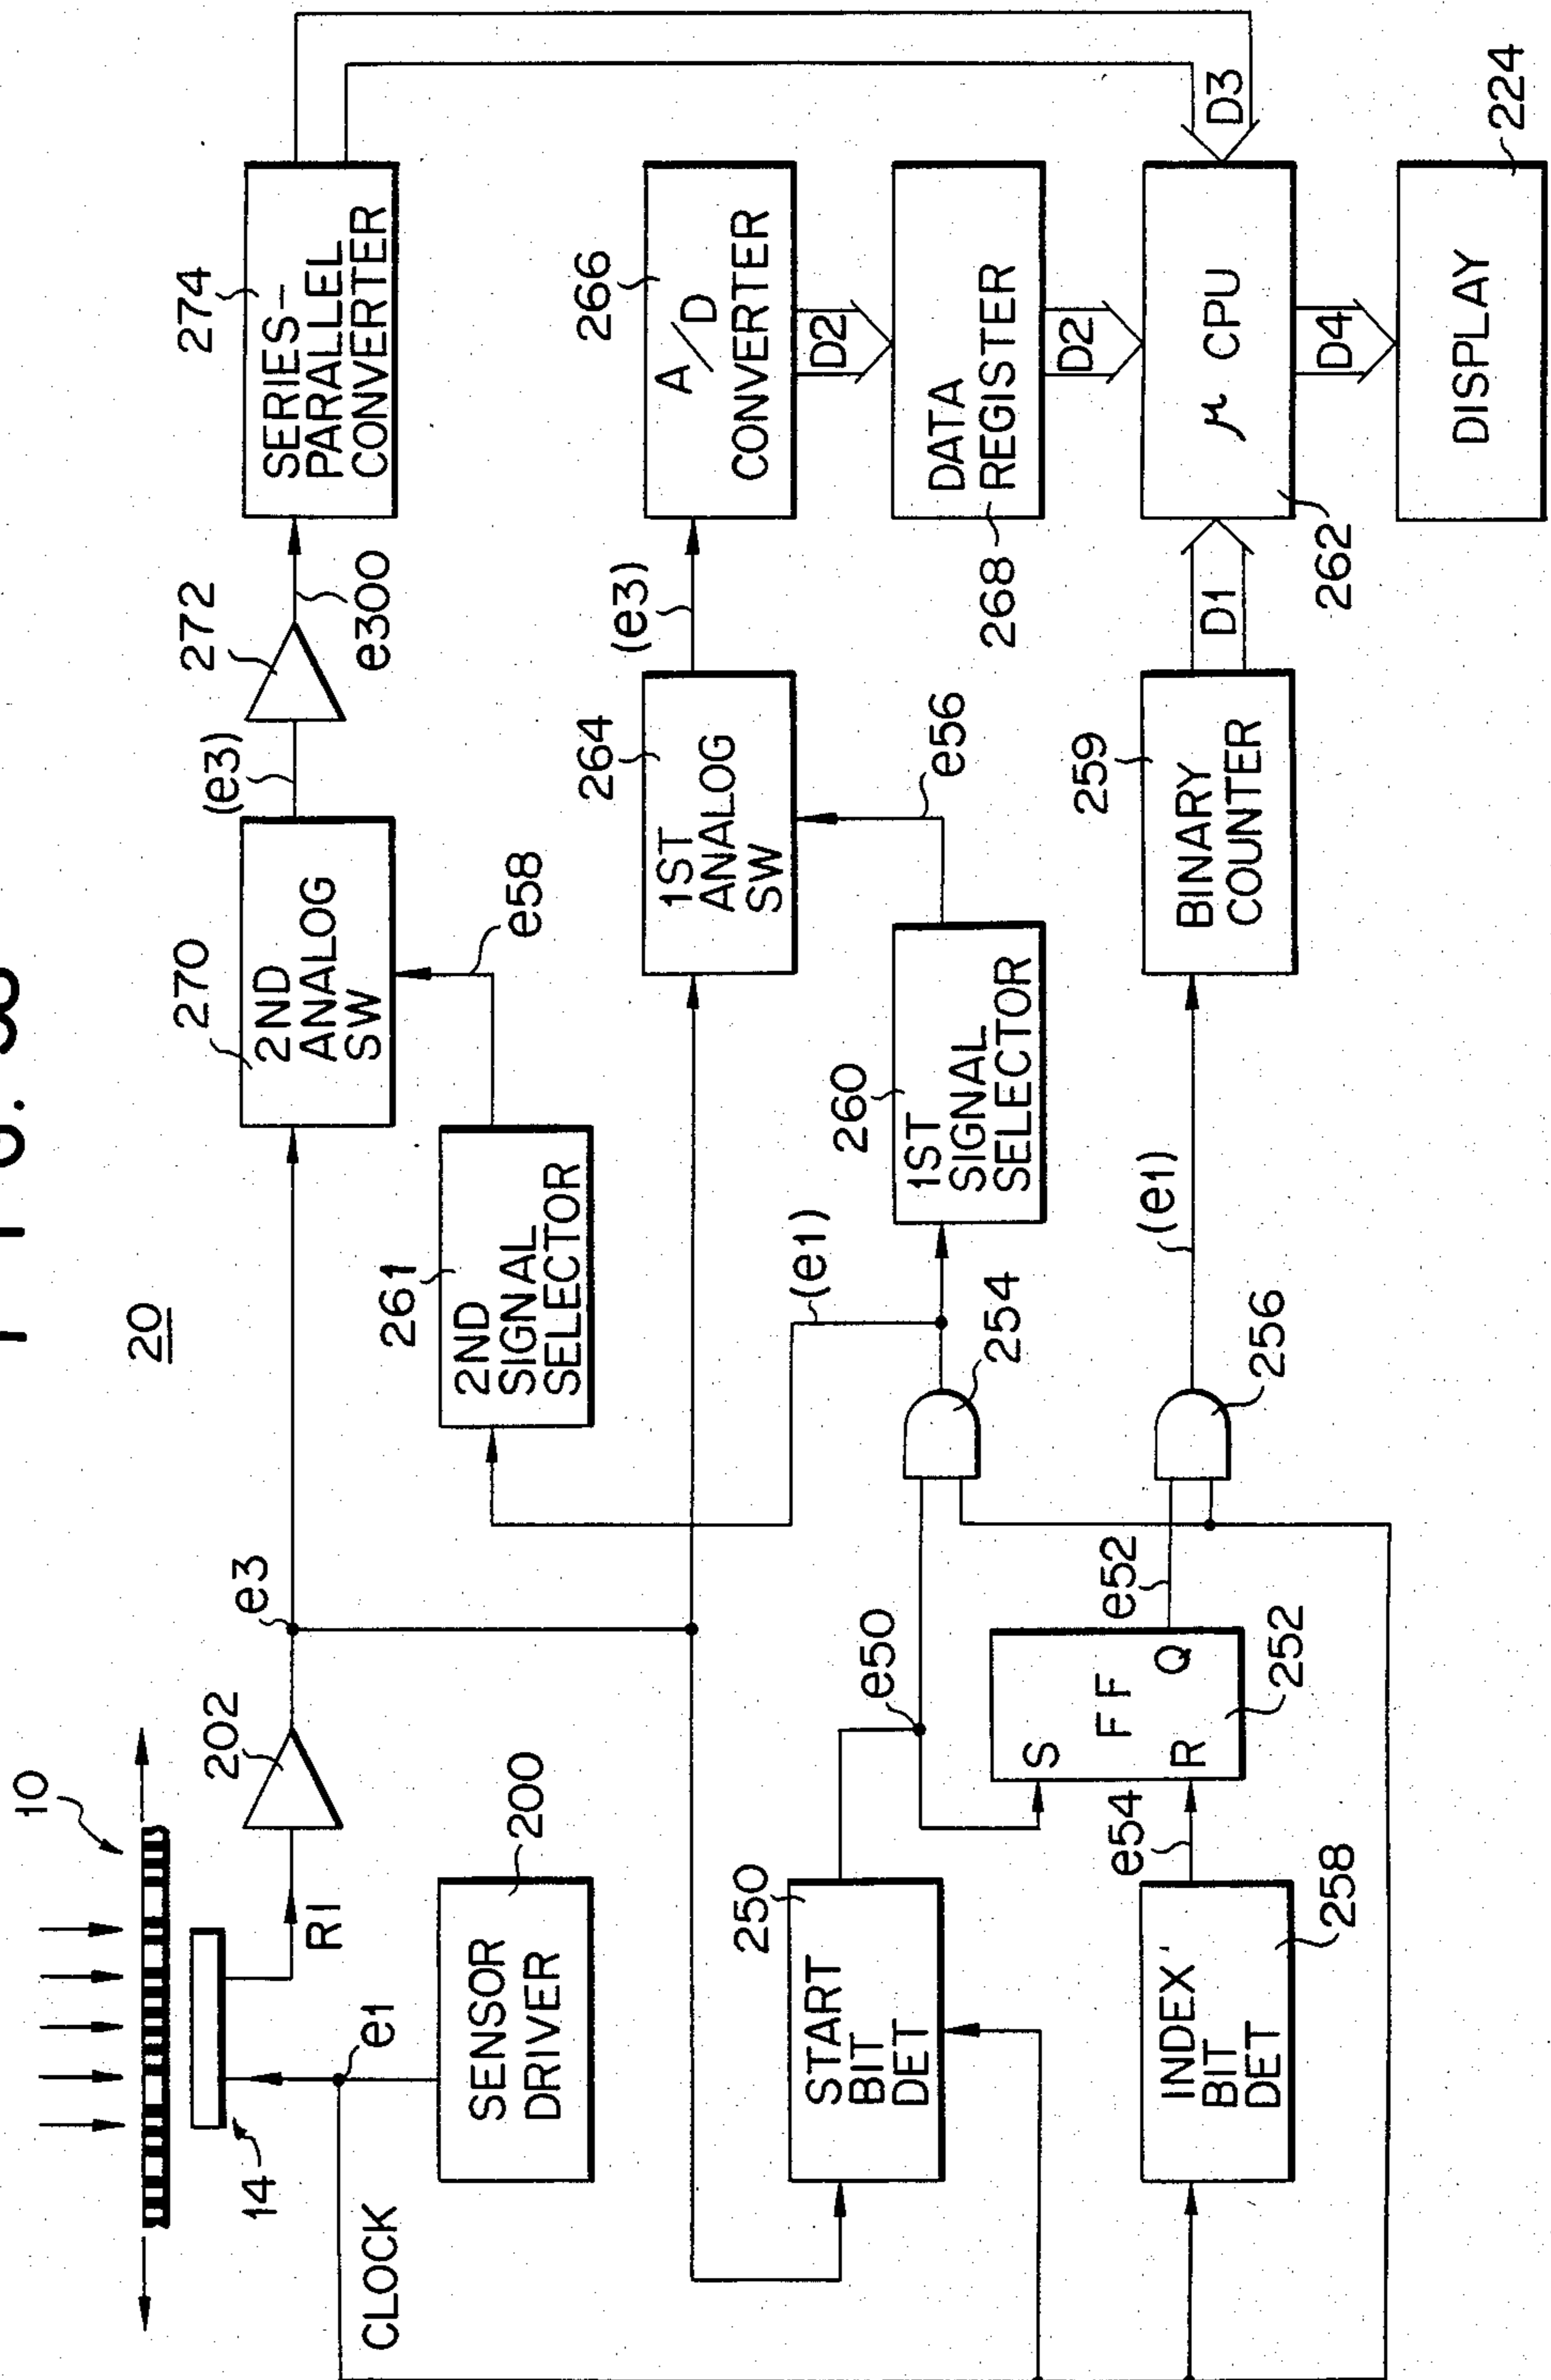 20
10
14
CLOCK
e1
RI
202
e3
270
2ND
ANALOG
SW
(e3)
272
e300
274
SERIES-
PARALLEL
CONVERTER
SENSOR
DRIVER
200
261
2ND
SIGNAL
SELECTOR
e58
264
1ST
ANALOG
SW
(e3)
266
A/D
CONVERTER
START
BIT
DET
250
e50
(e1)
254
260
1ST
SIGNAL
SELECTOR
e56
D2
268
DATA
REGISTER
D2
INDEX
BIT
DET
258
e54
S
FF
R
Q
252
e52
256
(e1)
259
BINARY
COUNTER
D1
262
μ CPU
D3
D4
DISPLAY
224